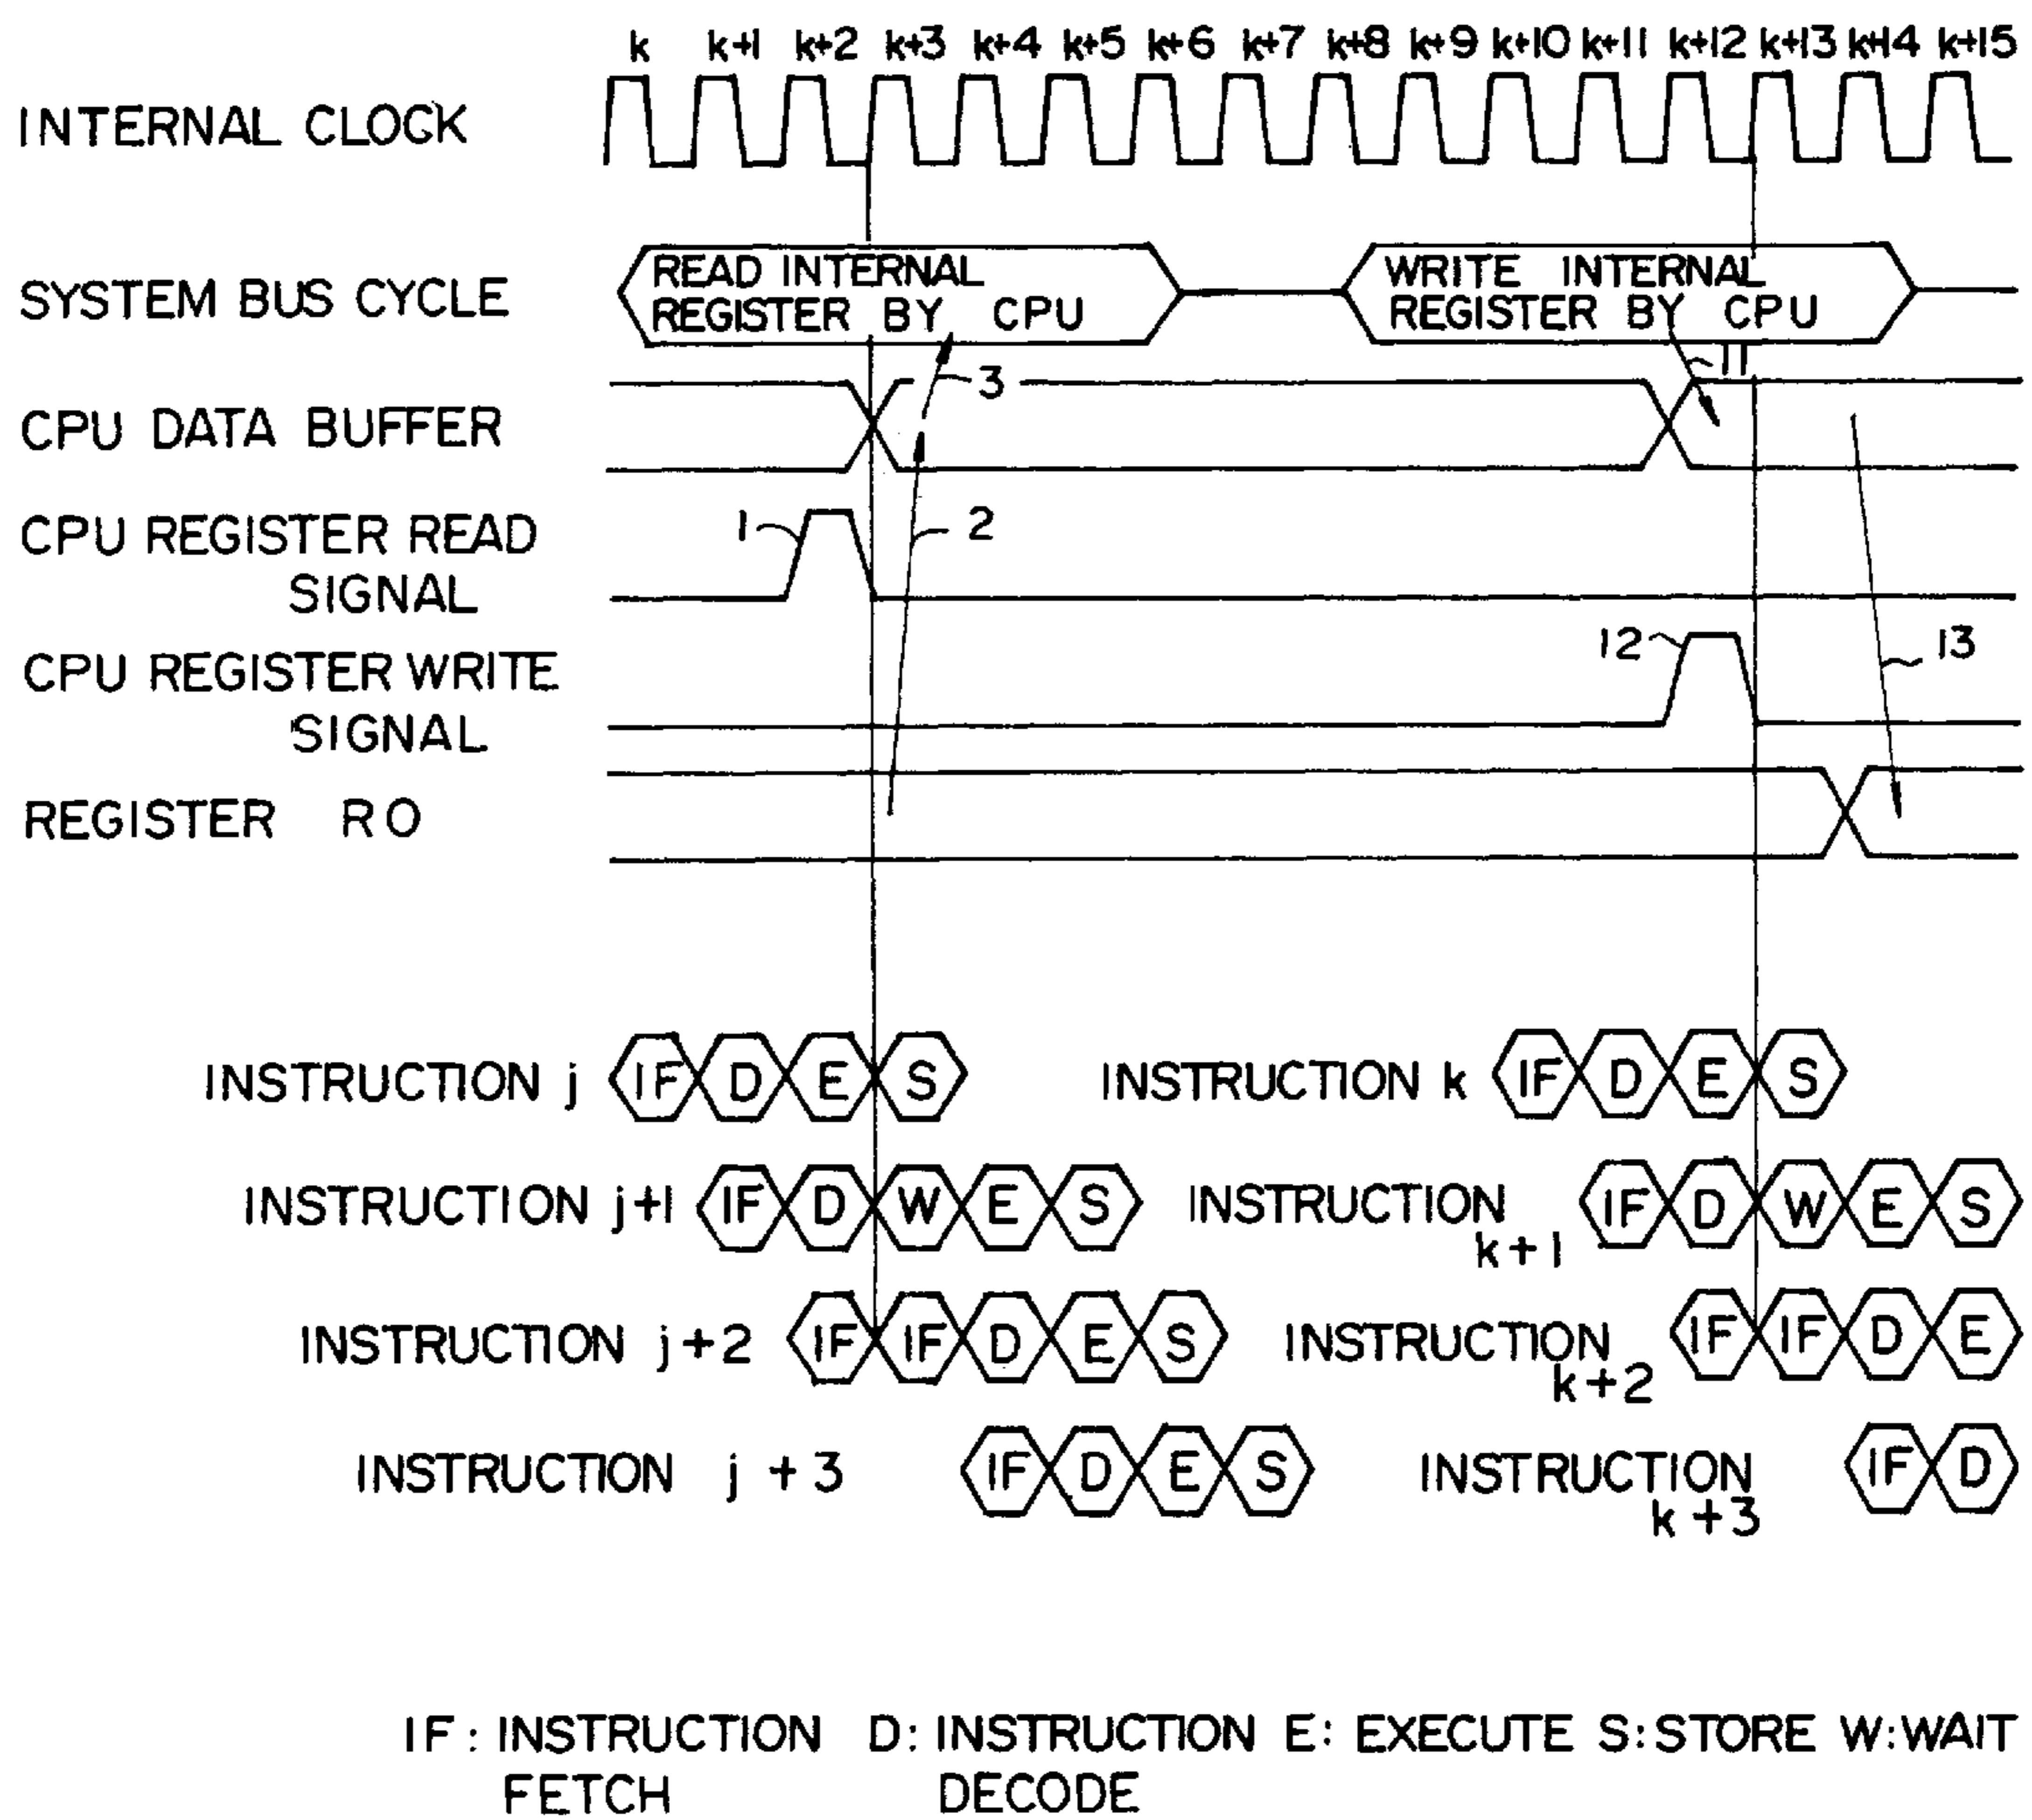 k k+1 k+2 k+3 k+4 k+5 k+6 k+7 k+8 k+9 k+10 k+11 k+12 k+13 k+14 k+15
INTERNAL CLOCK
SYSTEM BUS CYCLE
READ INTERNAL
REGISTER BY CPU
WRITE INTERNAL
REGISTER BY CPU
11
3
CPU DATA BUFFER
CPU REGISTER READ
SIGNAL
1
2
CPU REGISTER WRITE
SIGNAL
12
13
REGISTER RO
INSTRUCTION j IF D E S
INSTRUCTION k IF D E S
INSTRUCTION j+1 IF D W E S
INSTRUCTION
k+1
IF D W E S
INSTRUCTION j+2 IF IF D E S
INSTRUCTION
k+2
IF IF D E
INSTRUCTION j+3 IF D E S
INSTRUCTION
k+3
IF D
IF: INSTRUCTION D: INSTRUCTION E: EXECUTE S:STORE W:WAIT
FETCH DECODE